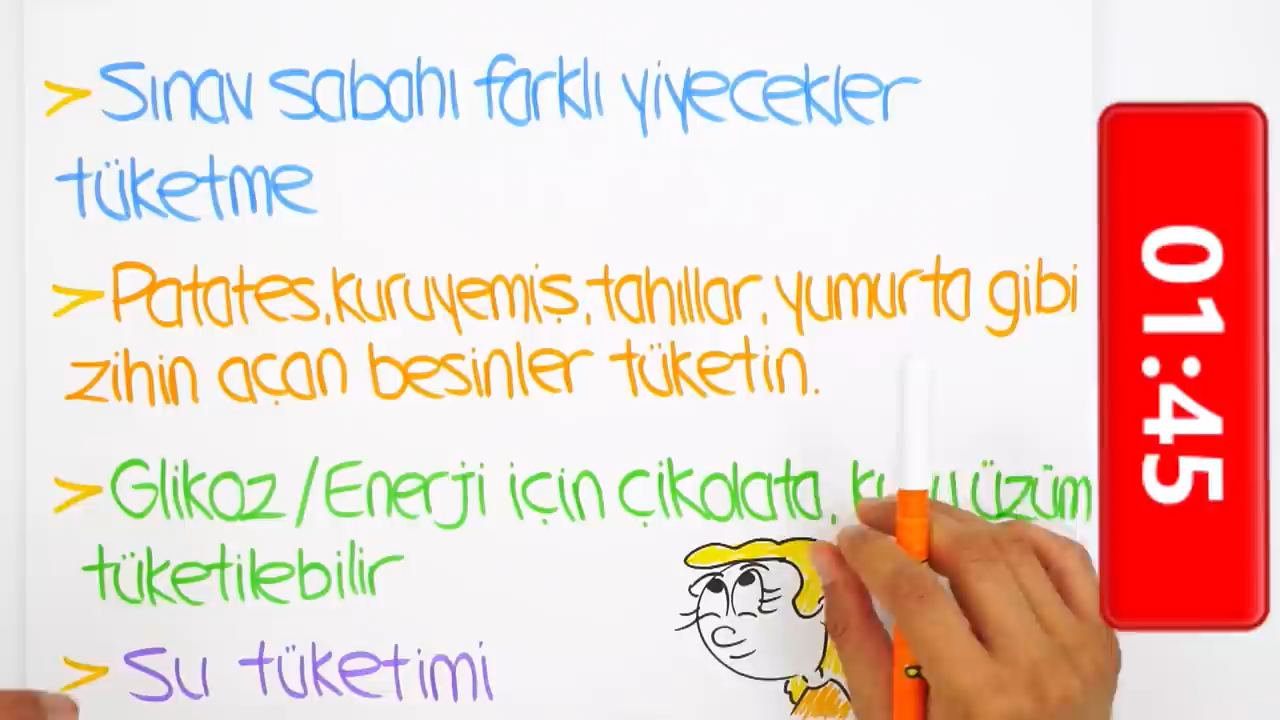 > Sınav sabahı farklı yiyecekler
tüketme
> Patates, kuruyemiş, tahıllar, yumurta gibi
zihin açan besinler tüketin.
> Glikoz / Enerji için çikolata, üzüm
tüketilebilir
> Su tüketimi
01:45